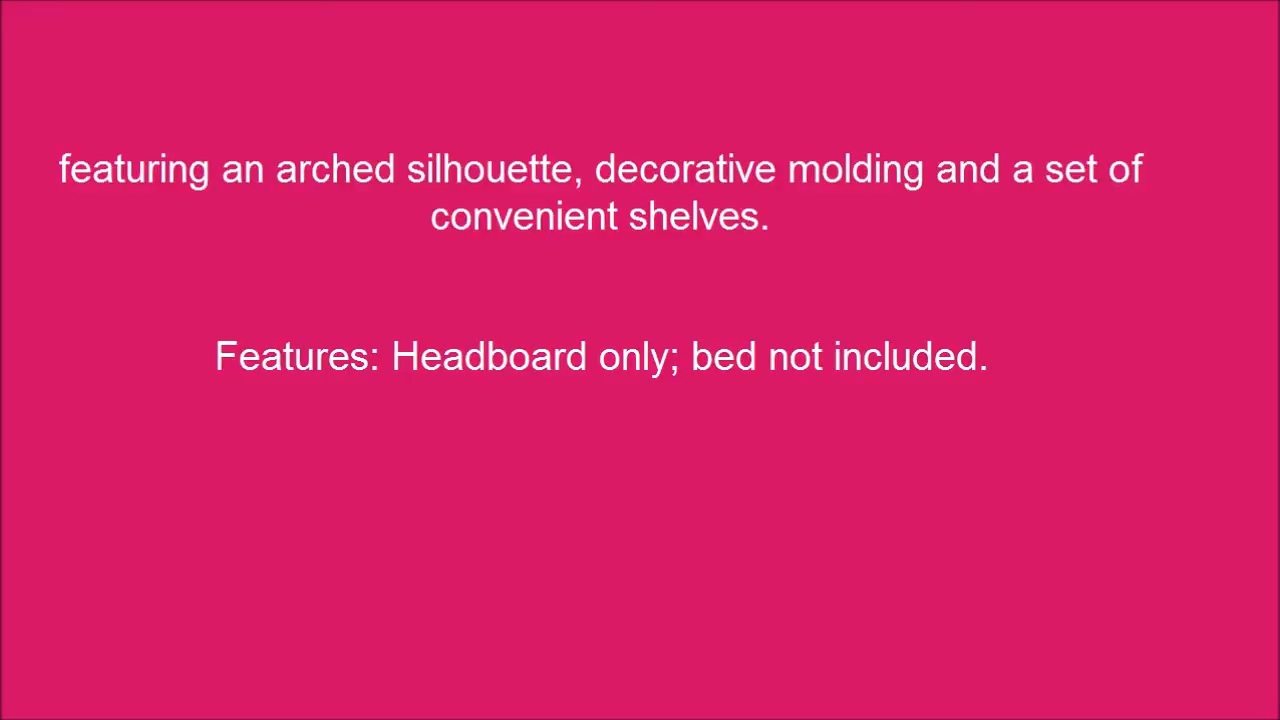 featuring an arched silhouette, decorative molding and a set of
convenient shelves.
Features: Headboard only; bed not included.